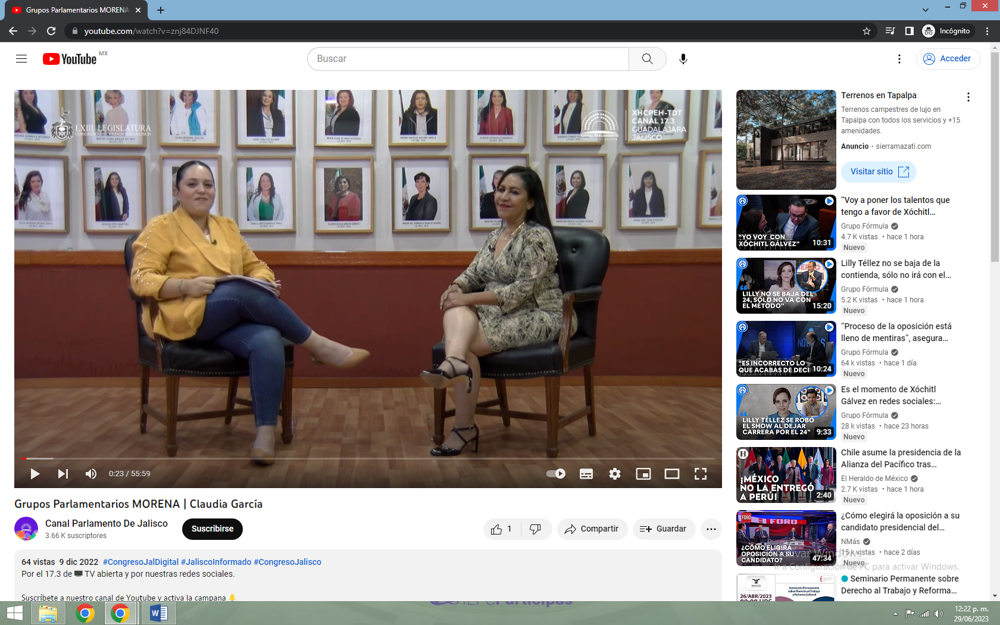 Grupos Parlamentarios MORENA
youtube.com/watch?v=znj84DJNF40
Incógnito
YouTube MX
Buscar
Acceder
LXIII LEGISLATURA
CONGRESO DEL ESTADO DE JALISCO
CANAL PARLAMENTO
XHCPEH-TDT
CANAL 17.3
GUADALAJARA
JALISCO
0:23 / 55:59
Grupos Parlamentarios MORENA | Claudia García
Canal Parlamento De Jalisco
3.66 K suscriptores
Suscribirse
1
Compartir
Guardar
64 vistas 9 dic 2022 #CongresoJalDigital #JaliscoInformado #CongresoJalisco
Por el 17.3 de 🖥️ TV abierta y por nuestras redes sociales.
Suscríbete a nuestro canal de Youtube y activa la campana 🔔
Terrenos en Tapalpa
Terrenos campestres de lujo en
Tapalpa con todos los servicios y +15
amenidades.
Anuncio · sierramazati.com
Visitar sitio
"YO VOY CON
XÓCHITL GÁLVEZ"
10:31
“Voy a poner los talentos que
tengo a favor de Xóchitl...
Grupo Fórmula
4.7 K vistas • hace 1 hora
Nuevo
LILLY NO SE BAJA DEL
24, SÓLO NO VA CON
EL MÉTODO"
15:20
Lilly Téllez no se baja de la
contienda, sólo no irá con el...
Grupo Fórmula
5.2 K vistas • hace 1 hora
Nuevo
"ES INCORRECTO LO
QUE ACABAS DE DECI
10:24
“Proceso de la oposición está
lleno de mentiras”, asegura...
Grupo Fórmula
64 k vistas • hace 1 día
Nuevo
LILLY TÉLLEZ SE ROBÓ
EL SHOW AL DEJAR
CARRERA POR EL 24"
9:33
Es el momento de Xóchitl
Gálvez en redes sociales:...
Grupo Fórmula
28 k vistas • hace 23 horas
Nuevo
H
¡MÉXICO
NO LA ENTREGÓ
A PERÚ!
2:40
Chile asume la presidencia de la
Alianza del Pacífico tras...
El Heraldo de México
2.7 K vistas • hace 1 hora
Nuevo
FORO
¿CÓMO ELIGIRÁ
OPOSICIÓN A SU
CANDIDATO?
47:34
¿Cómo elegirá la oposición a su
candidato presidencial del...
NMás
15 k vistas • hace 2 días
Nuevo
Activar Windows
Ir a Configuración de PC para activar Windows.
26/ABR/2023
Seminario Permanente
sobre Derecho al Trabajo
y Reforma Laboral
Seminario Permanente sobre
Derecho al Trabajo y Reforma...
Participas
12:22 p. m.
29/06/2023